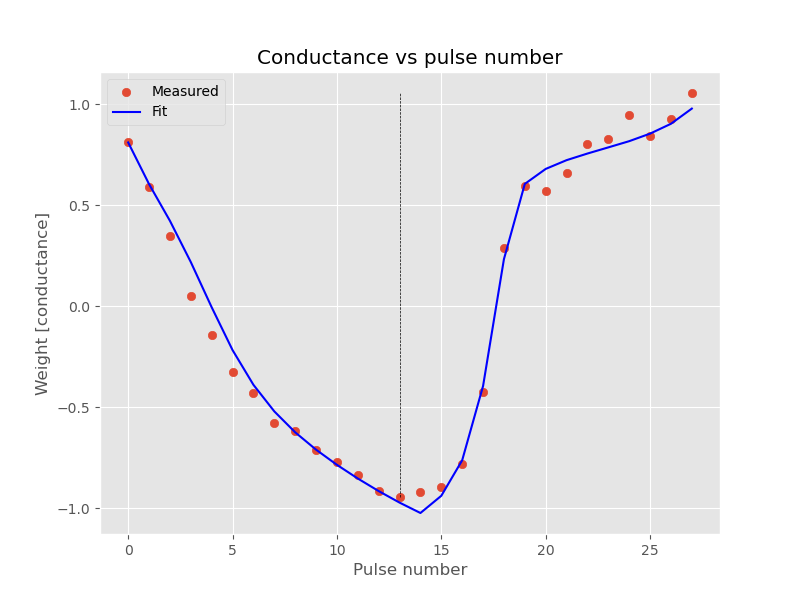 Conductance vs pulse number
Measured
Fit
Weight [conductance]
1.0
0.5
0.0
−0.5
−1.0
0 5 10 15 20 25
Pulse number